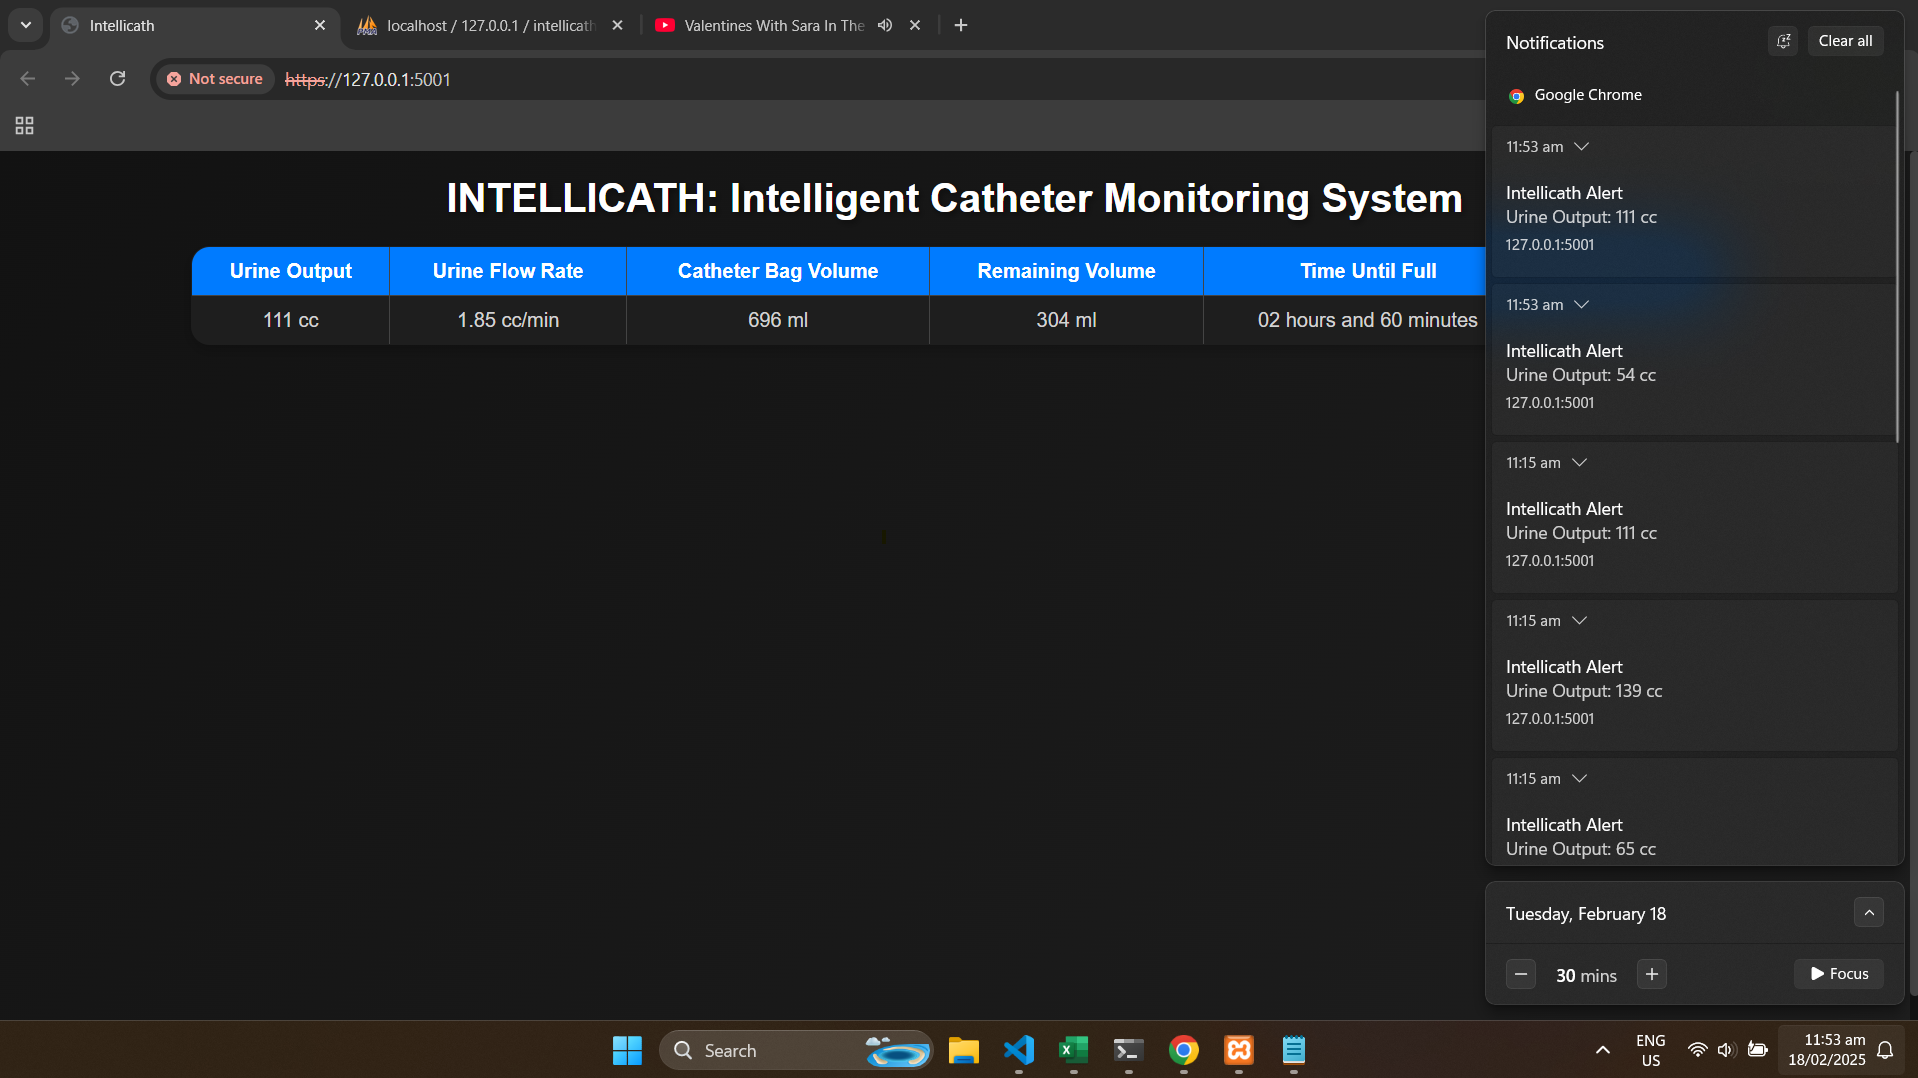 Intellicath
localhost / 127.0.0.1 / intellicath
Valentines With Sara In The
Not secure
https://127.0.0.1:5001
INTELLICATH: Intelligent Catheter Monitoring System
Urine Output
Urine Flow Rate
Catheter Bag Volume
Remaining Volume
Time Until Full
111 cc
1.85 cc/min
696 ml
304 ml
02 hours and 60 minutes
Notifications
Clear all
Google Chrome
11:53 am
Intellicath Alert
Urine Output: 111 cc
127.0.0.1:5001
11:53 am
Intellicath Alert
Urine Output: 54 cc
127.0.0.1:5001
11:15 am
Intellicath Alert
Urine Output: 111 cc
127.0.0.1:5001
11:15 am
Intellicath Alert
Urine Output: 139 cc
127.0.0.1:5001
11:15 am
Intellicath Alert
Urine Output: 65 cc
Tuesday, February 18
30 mins
Focus
Search
ENG
US
11:53 am
18/02/2025